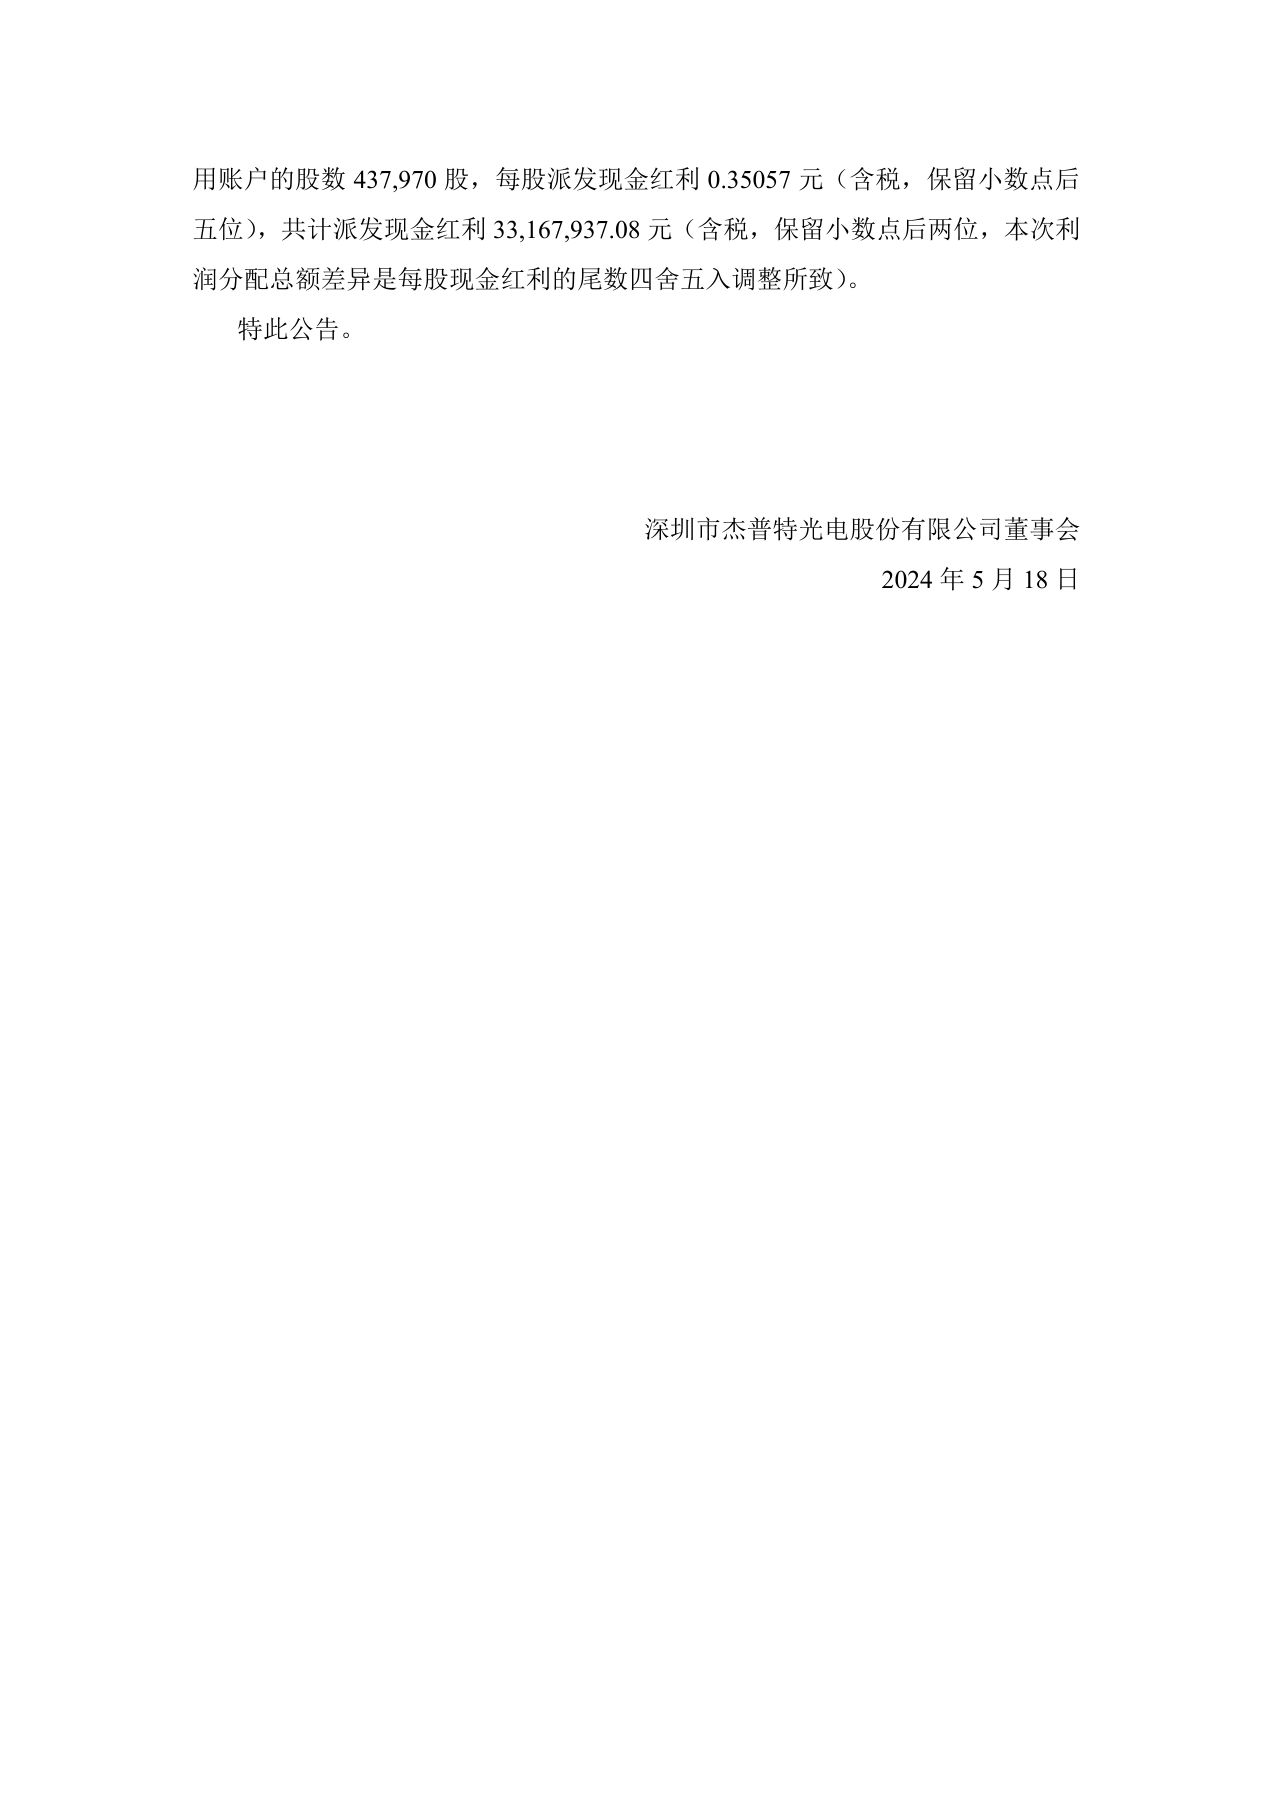 用账户的股数 437,970 股，每股派发现金红利 0.35057 元（含税，保留小数点后
五位），共计派发现金红利 33,167,937.08 元（含税，保留小数点后两位，本次利
润分配总额差异是每股现金红利的尾数四舍五入调整所致）。
特此公告。
深圳市杰普特光电股份有限公司董事会
2024 年 5 月 18 日